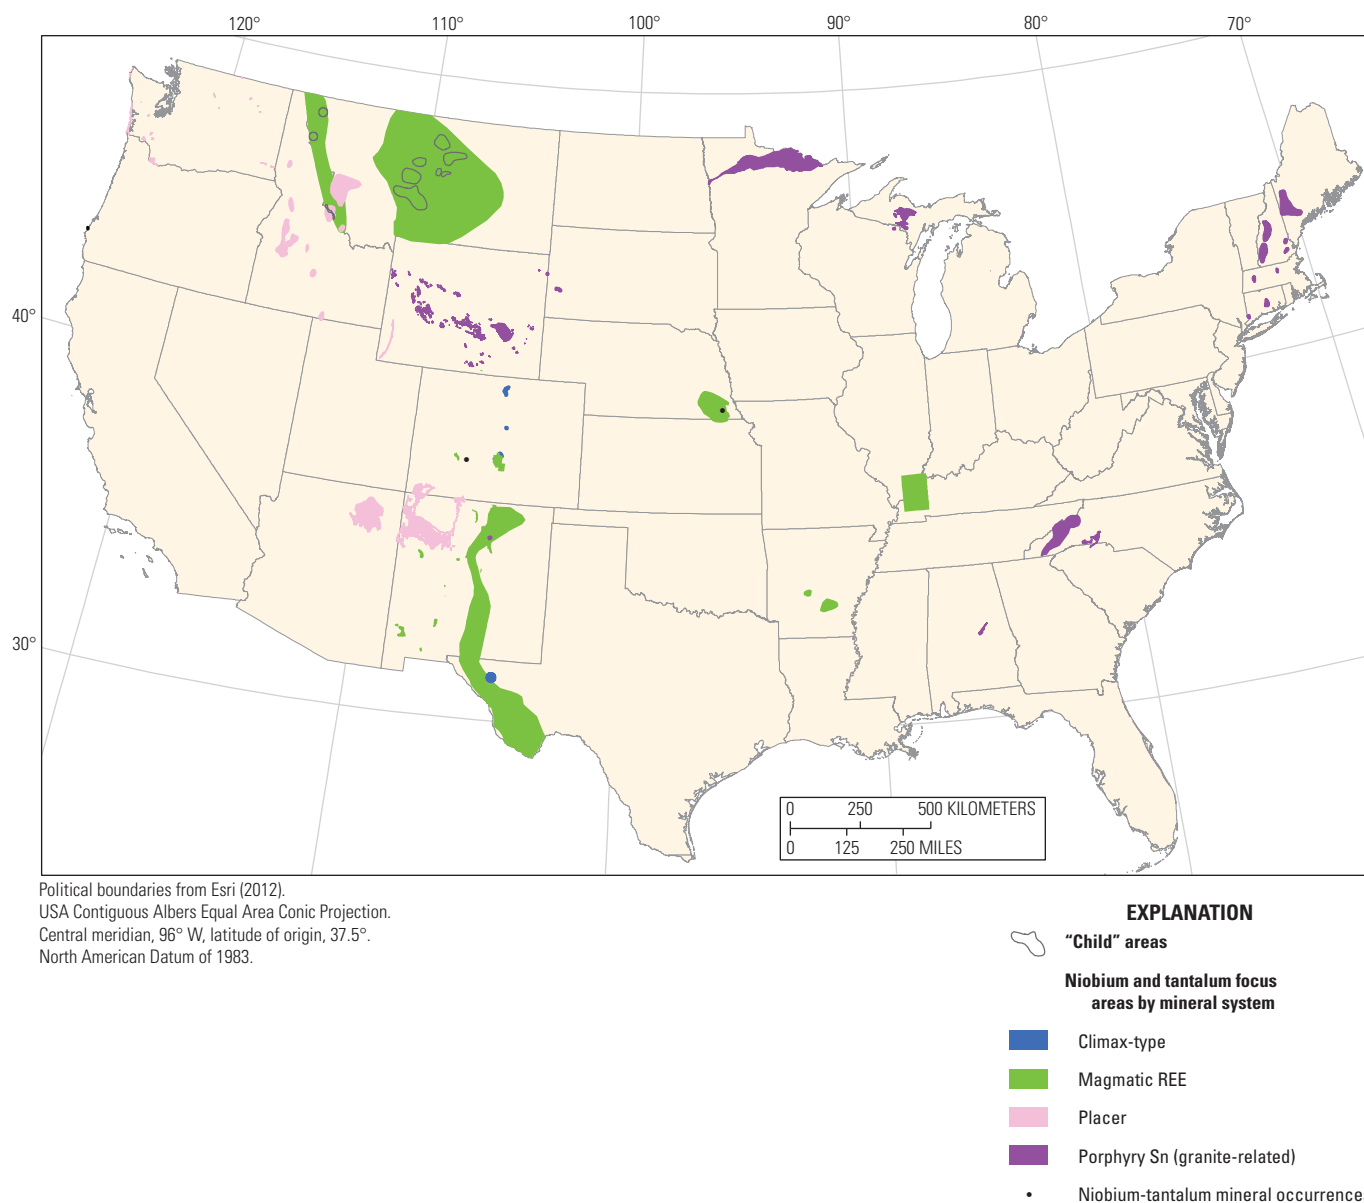 120°
110°
100°
90°
80°
70°
40°
30°
0 250 500 KILOMETERS
0 125 250 MILES
Political boundaries from Esri (2012).
USA Contiguous Albers Equal Area Conic Projection.
Central meridian, 96° W, latitude of origin, 37.5°.
North American Datum of 1983.
EXPLANATION
“Child” areas
Niobium and tantalum focus
areas by mineral system
Climax-type
Magmatic REE
Placer
Porphyry Sn (granite-related)
Niobium-tantalum mineral occurrence